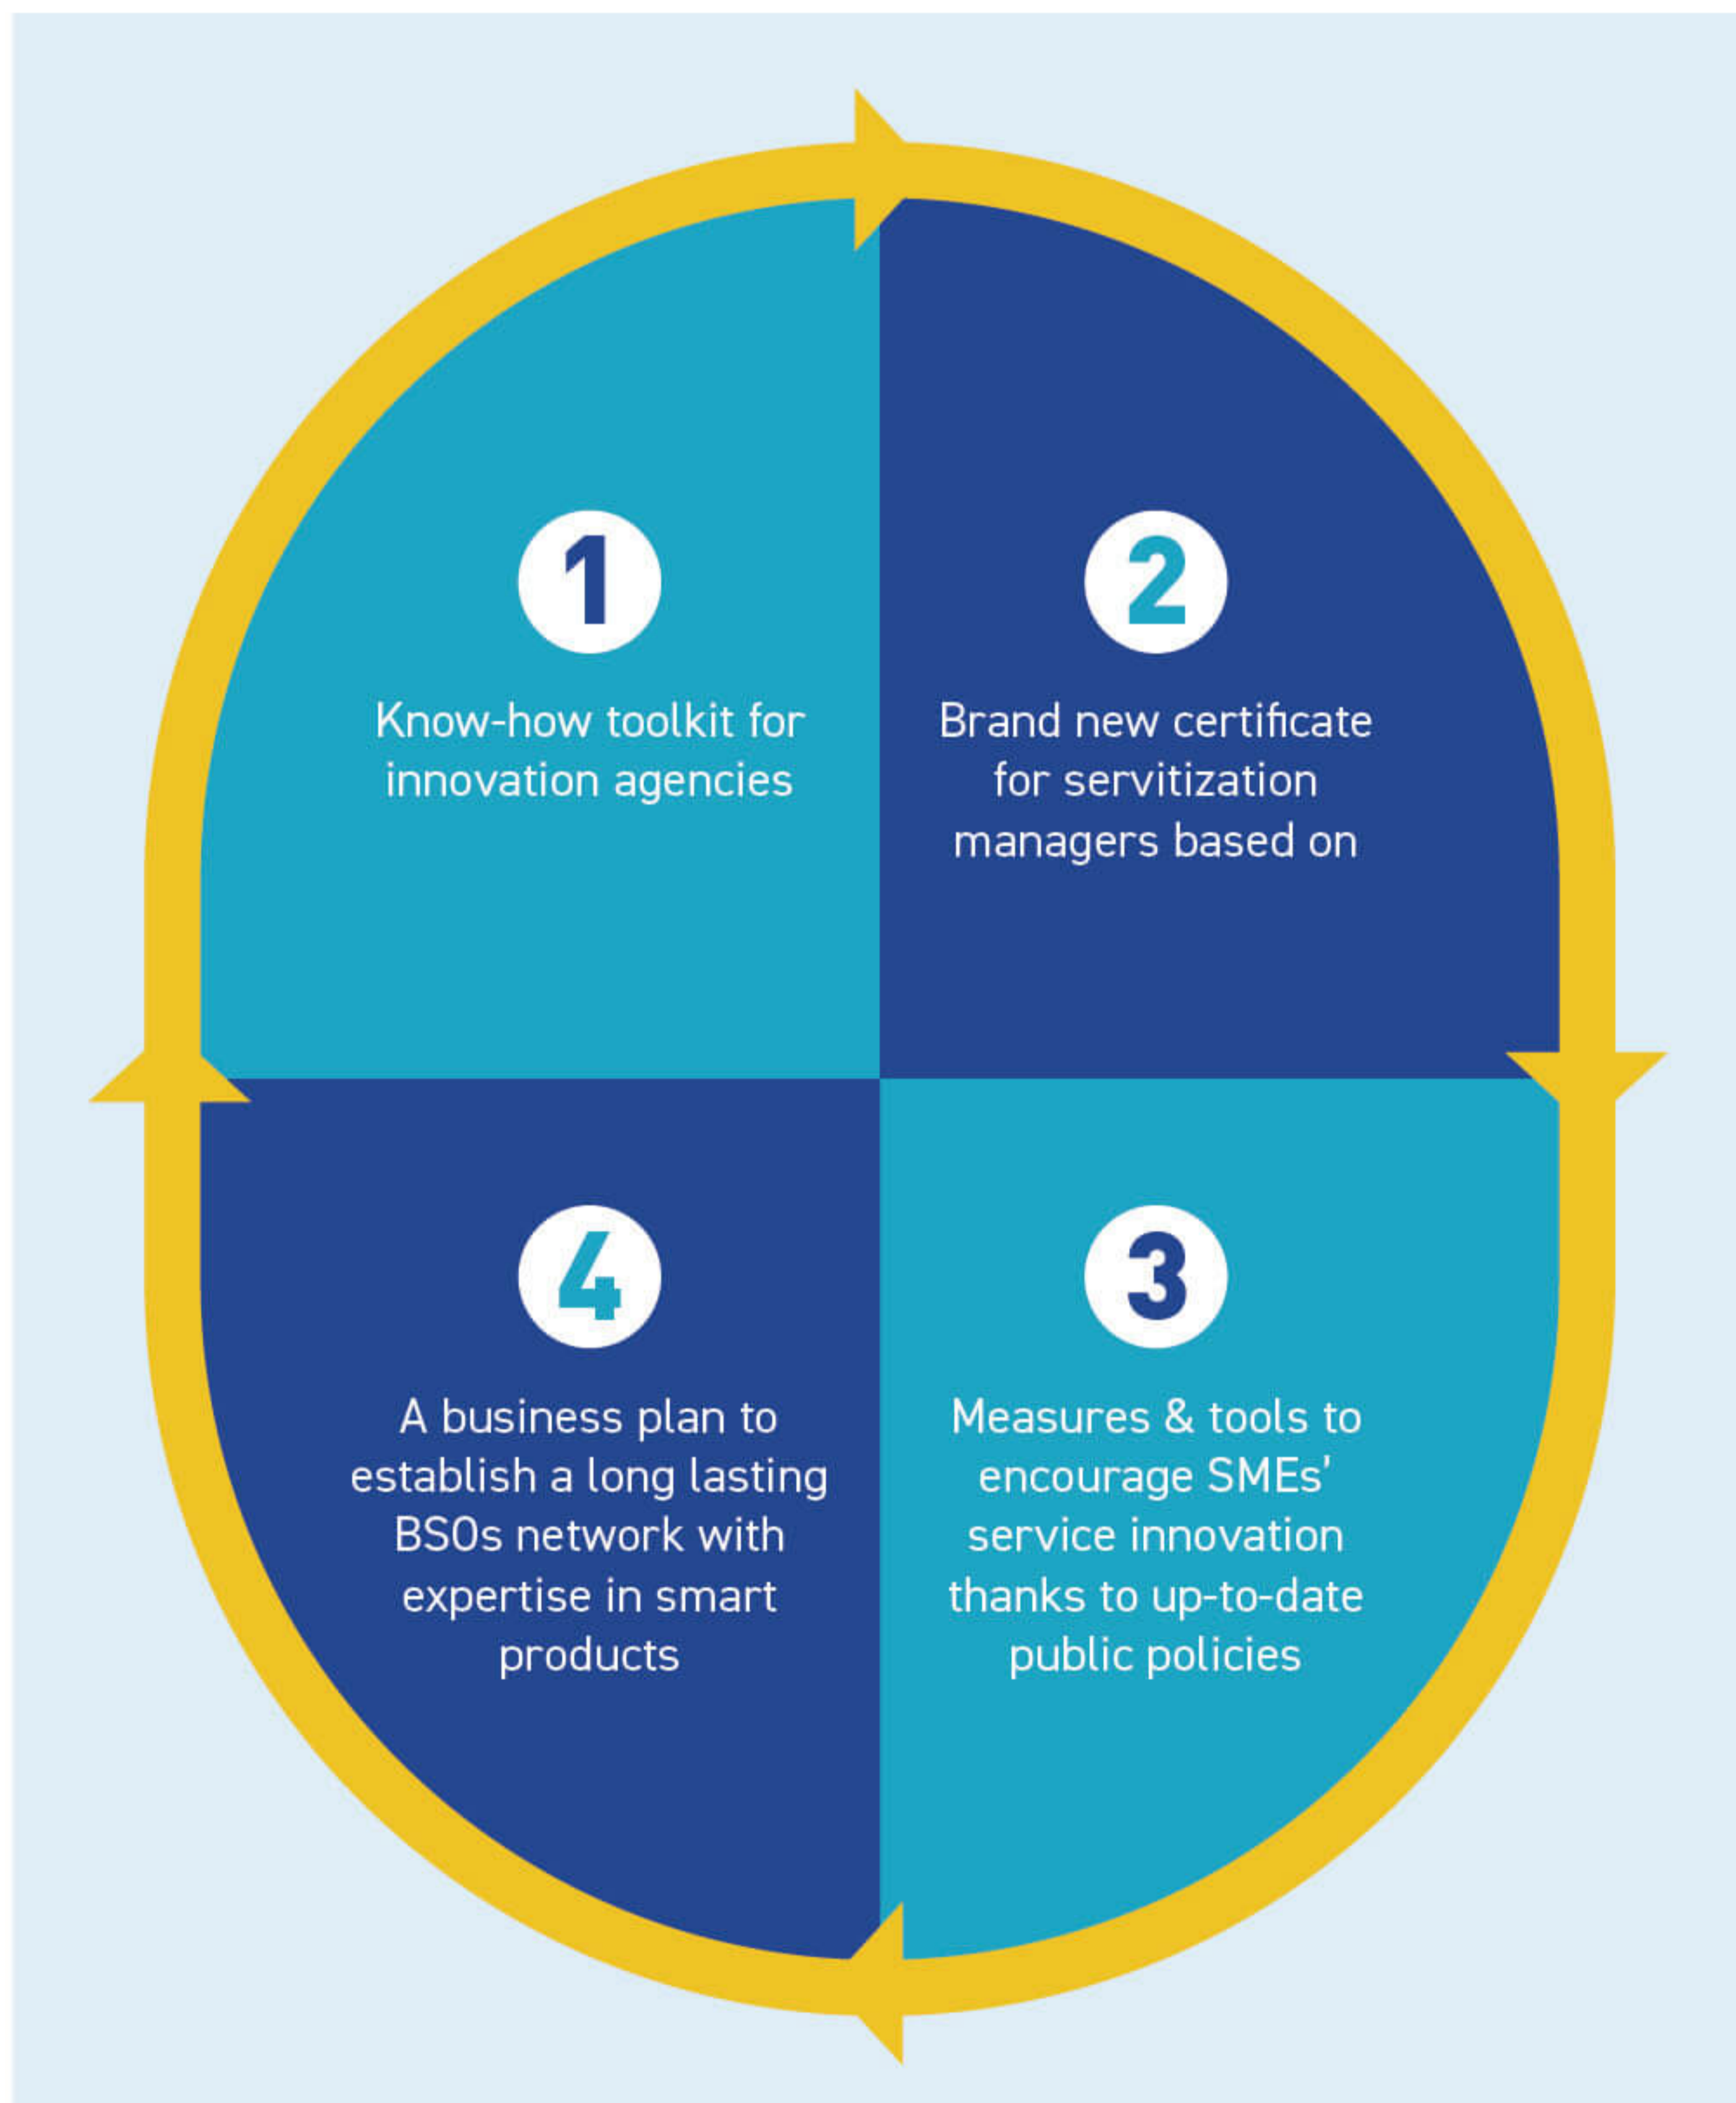 1
Know-how toolkit for
innovation agencies
2
Brand new certificate
for servitization
managers based on
3
Measures & tools to
encourage SMEs'
service innovation
thanks to up-to-date
public policies
4
A business plan to
establish a long lasting
BSOs network with
expertise in smart
products